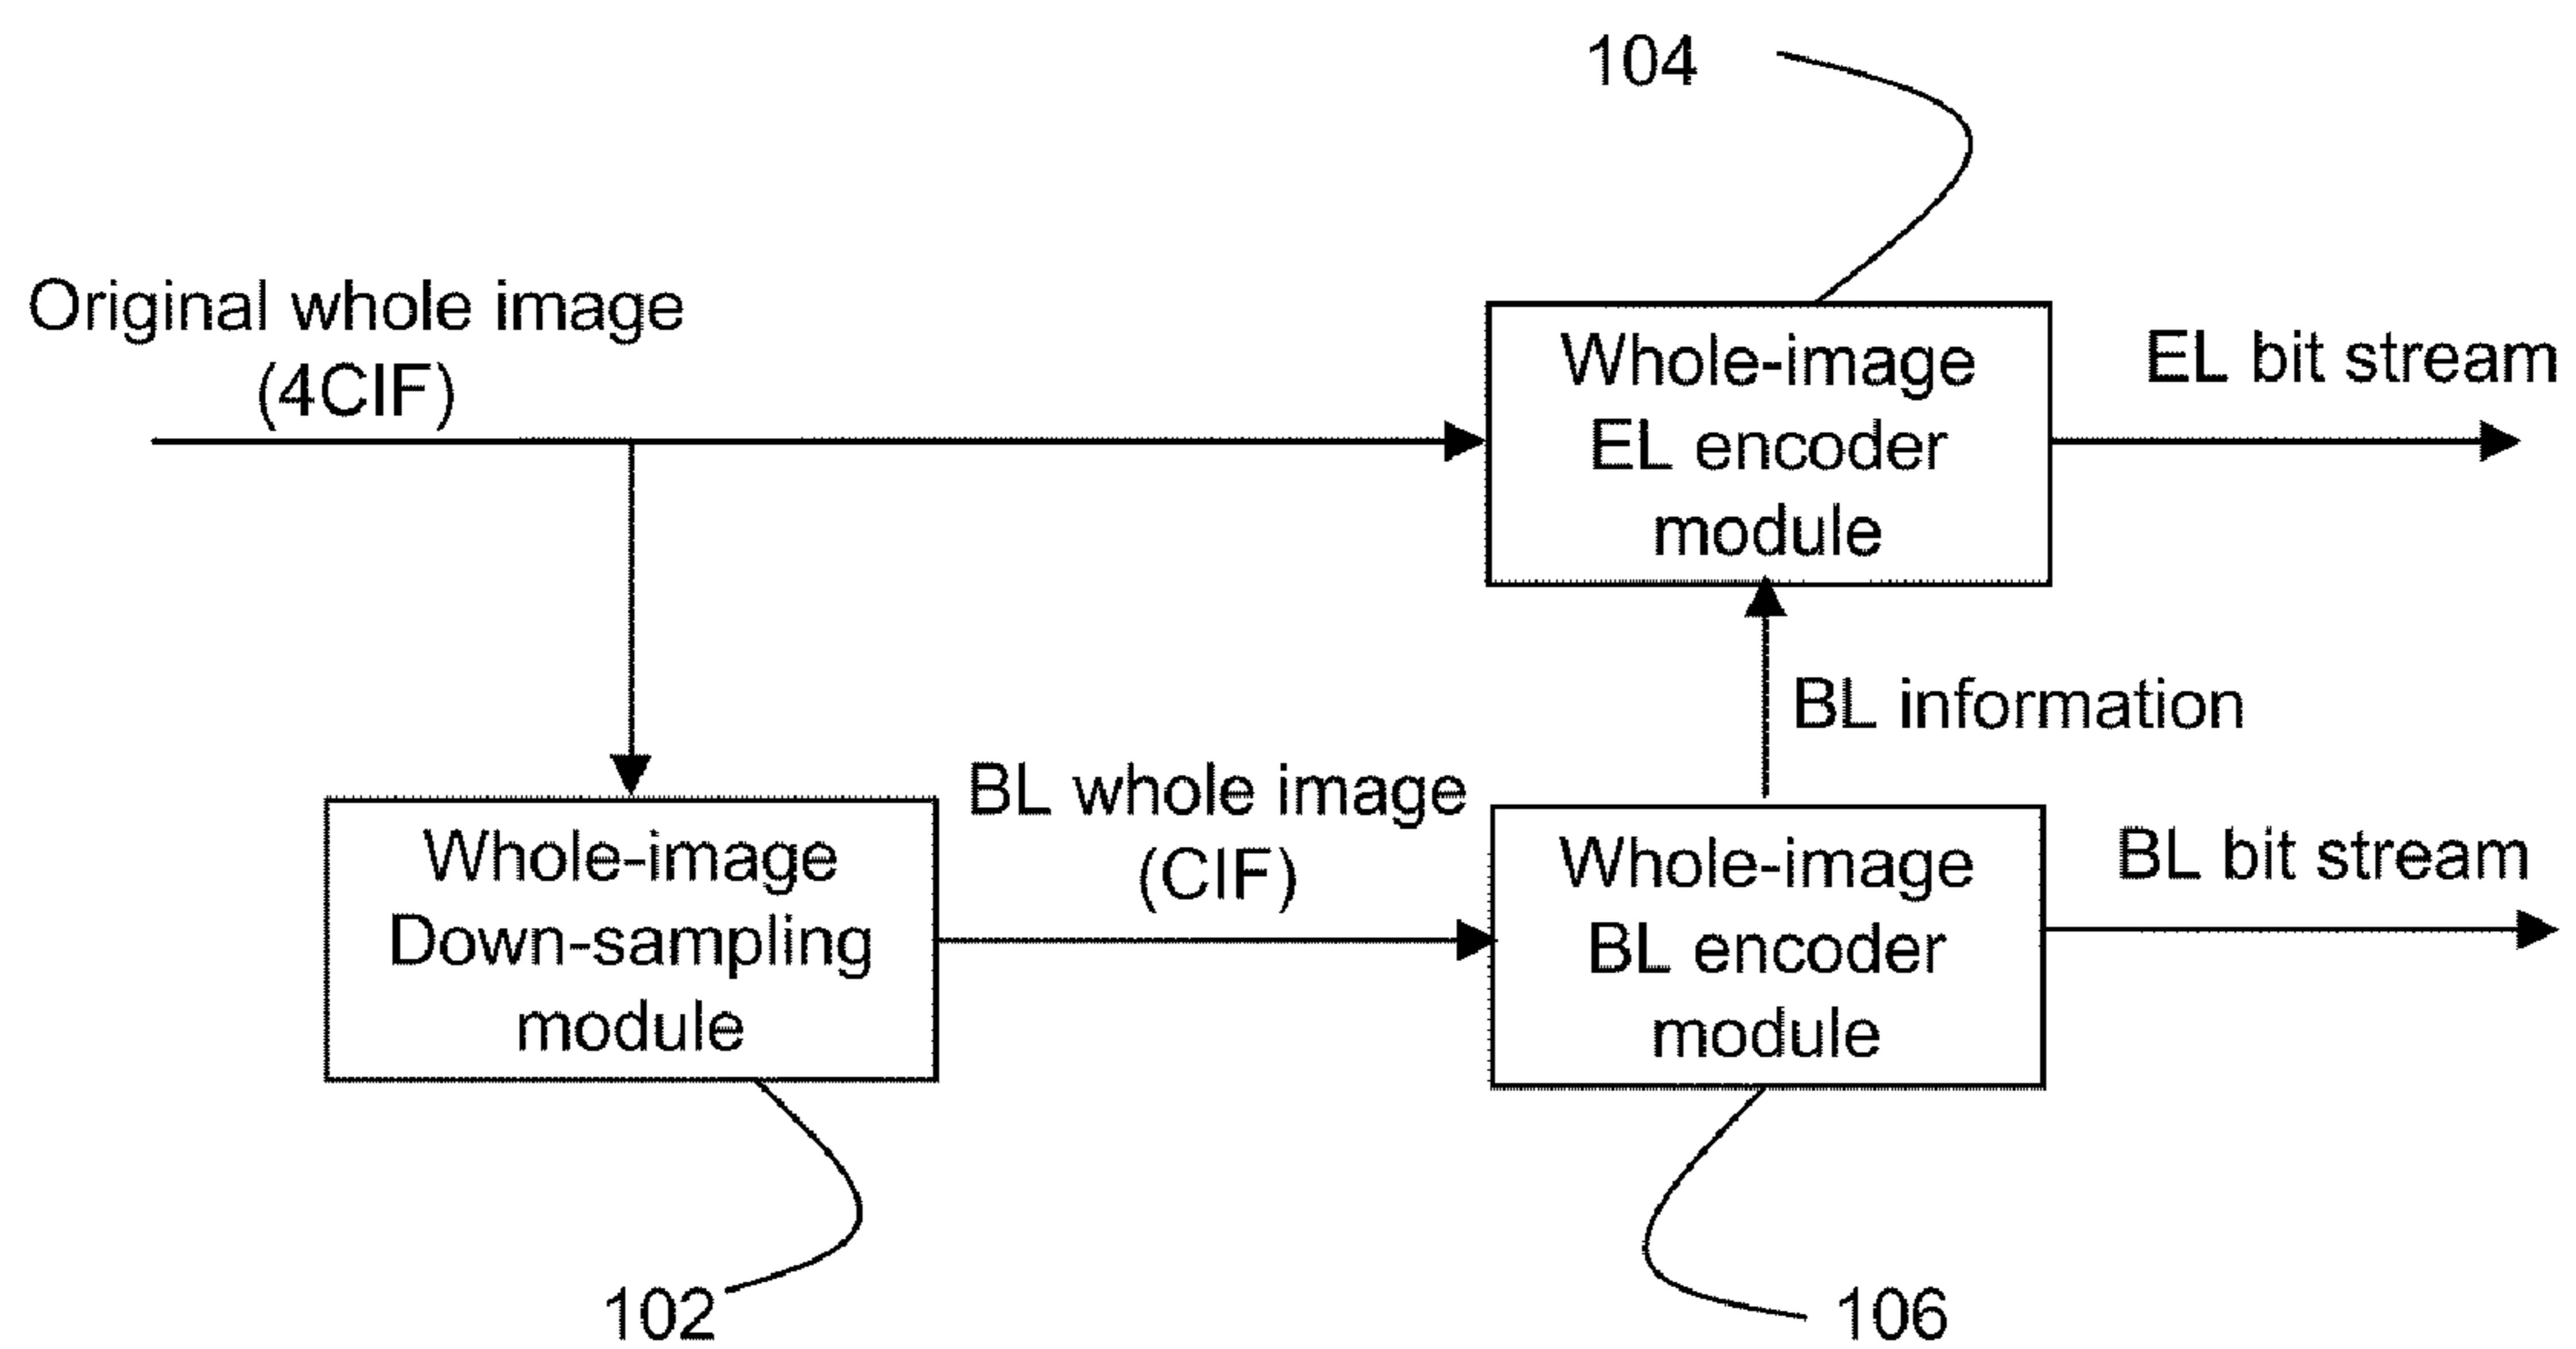 104
Original whole image
(4CIF)
Whole-image
EL encoder
module
EL bit stream
BL information
Whole-image
Down-sampling
module
BL whole image
(CIF)
Whole-image
BL encoder
module
BL bit stream
102
106